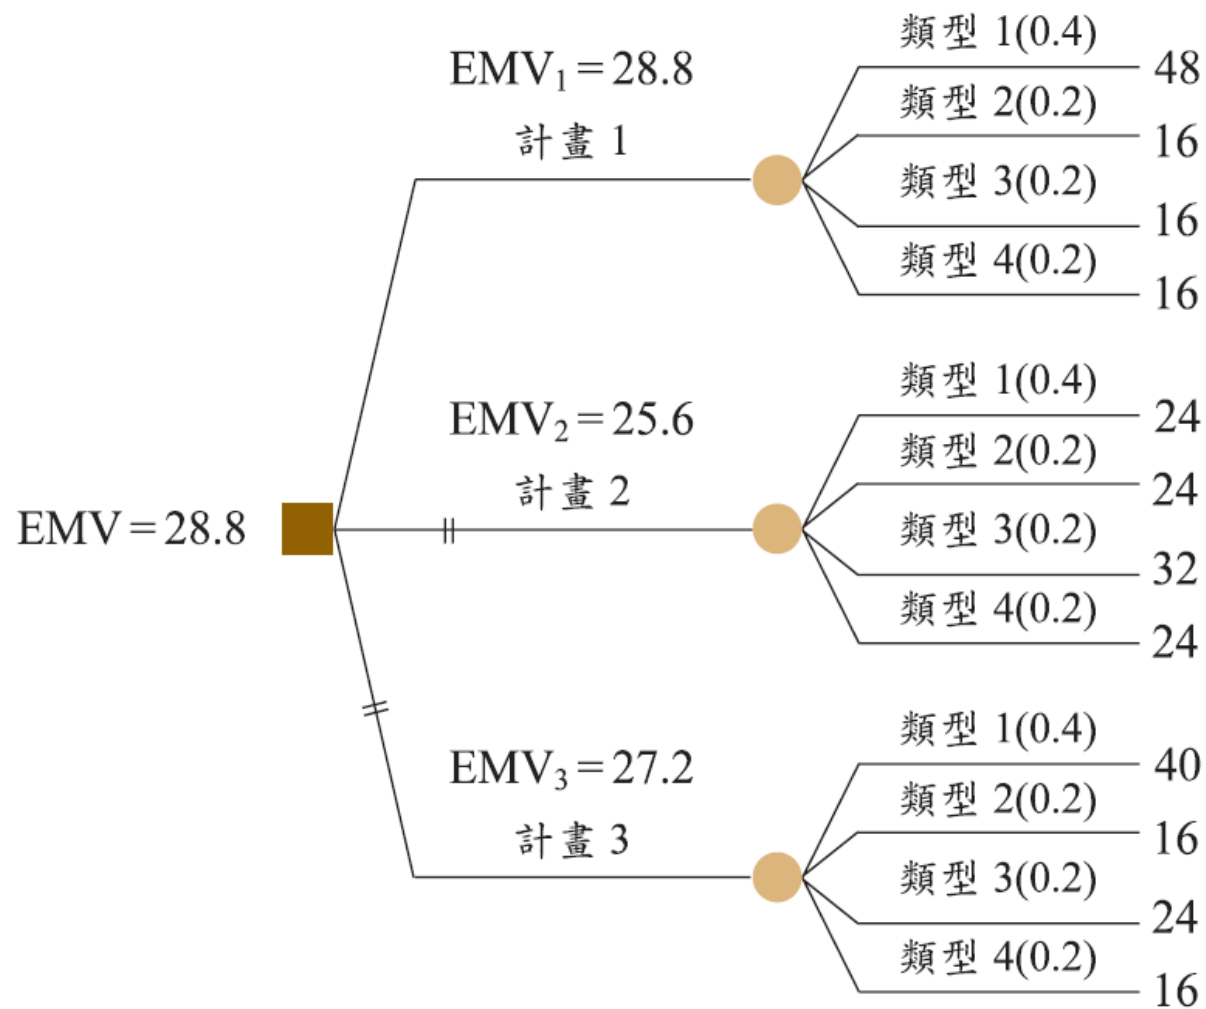 類型 1(0.4)
48
EMV₁=28.8
類型 2(0.2)
16
計畫 1
類型 3(0.2)
16
類型 4(0.2)
16
類型 1(0.4)
24
EMV₂=25.6
類型 2(0.2)
24
計畫 2
EMV=28.8
類型 3(0.2)
32
類型 4(0.2)
24
類型 1(0.4)
40
EMV₃=27.2
類型 2(0.2)
16
計畫 3
類型 3(0.2)
24
類型 4(0.2)
16